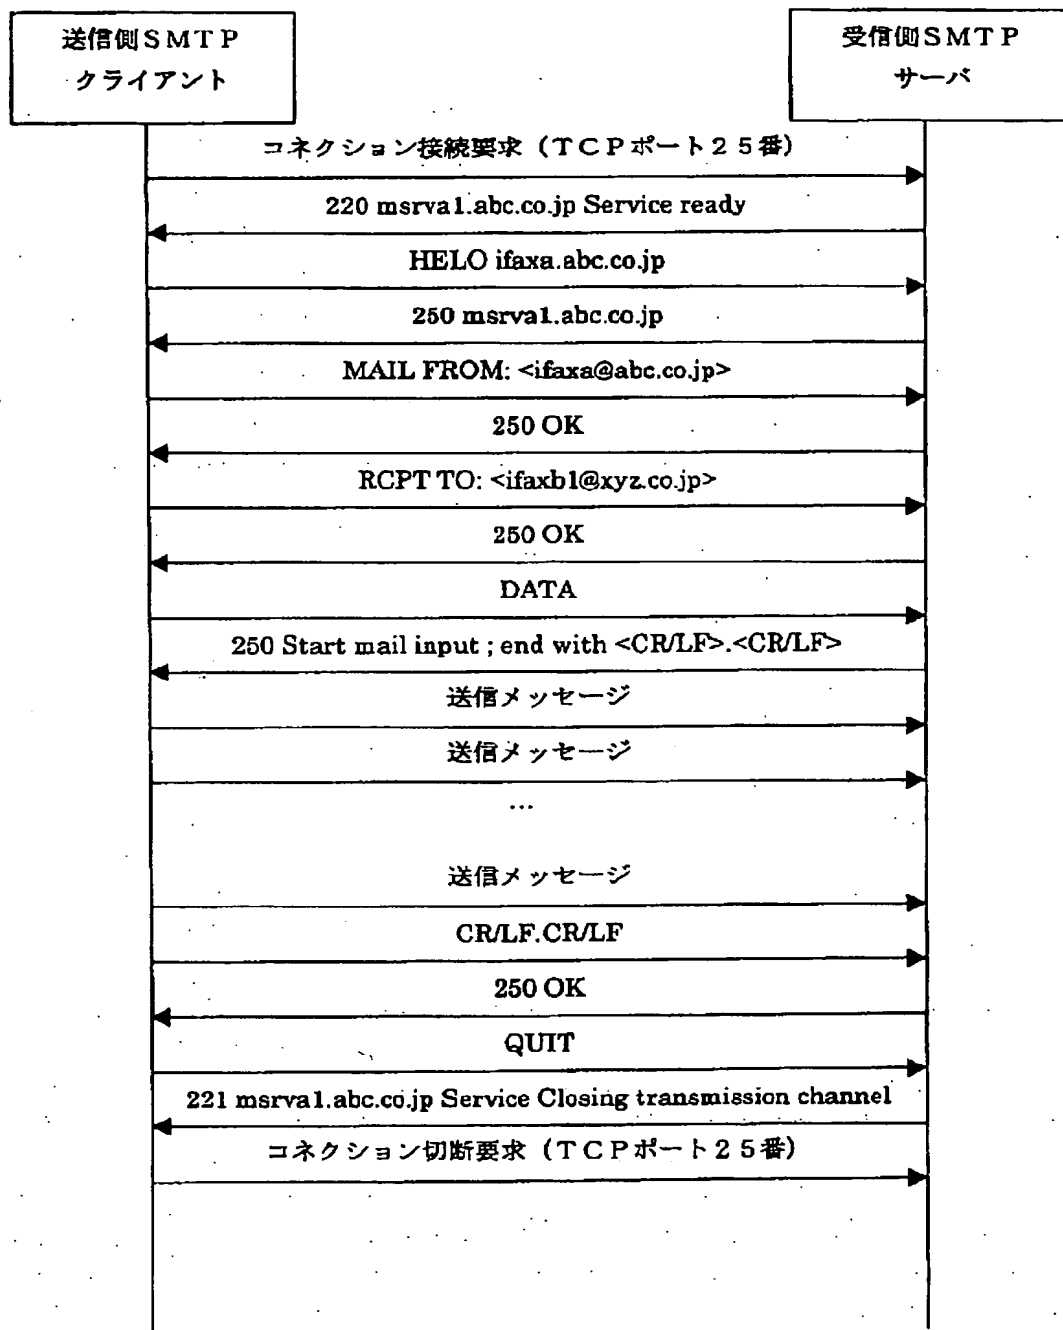 送信側SMTP
クライアント
受信側SMTP
サーバ
コネクション接続要求(TCPポート25番)
220 msrva1.abc.co.jp Service ready
HELO ifaxa.abc.co.jp
250 msrva1.abc.co.jp
MAIL FROM: <ifaxa@abc.co.jp>
250 OK
RCPT TO: <ifaxb1@xyz.co.jp>
250 OK
DATA
250 Start mail input ; end with <CR/LF>.<CR/LF>
送信メッセージ
送信メッセージ
…
送信メッセージ
CR/LF.CR/LF
250 OK
QUIT
221 msrva1.abc.co.jp Service Closing transmission channel
コネクション切断要求(TCPポート25番)